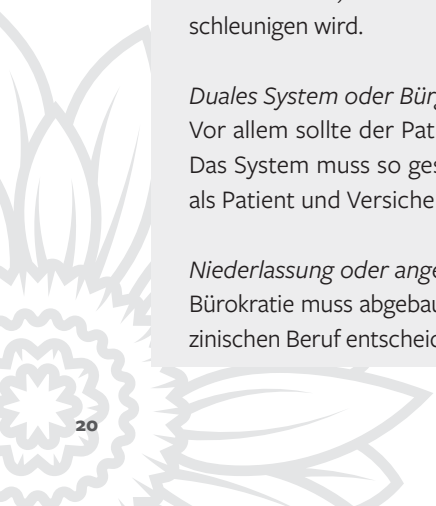 schleunigen wird.
Duales System oder Bür
Vor allem sollte der Pat
Das System muss so ges
als Patient und Versiche
Niederlassung oder ange
Bürokratie muss abgebau
zinischen Beruf entscheid
20